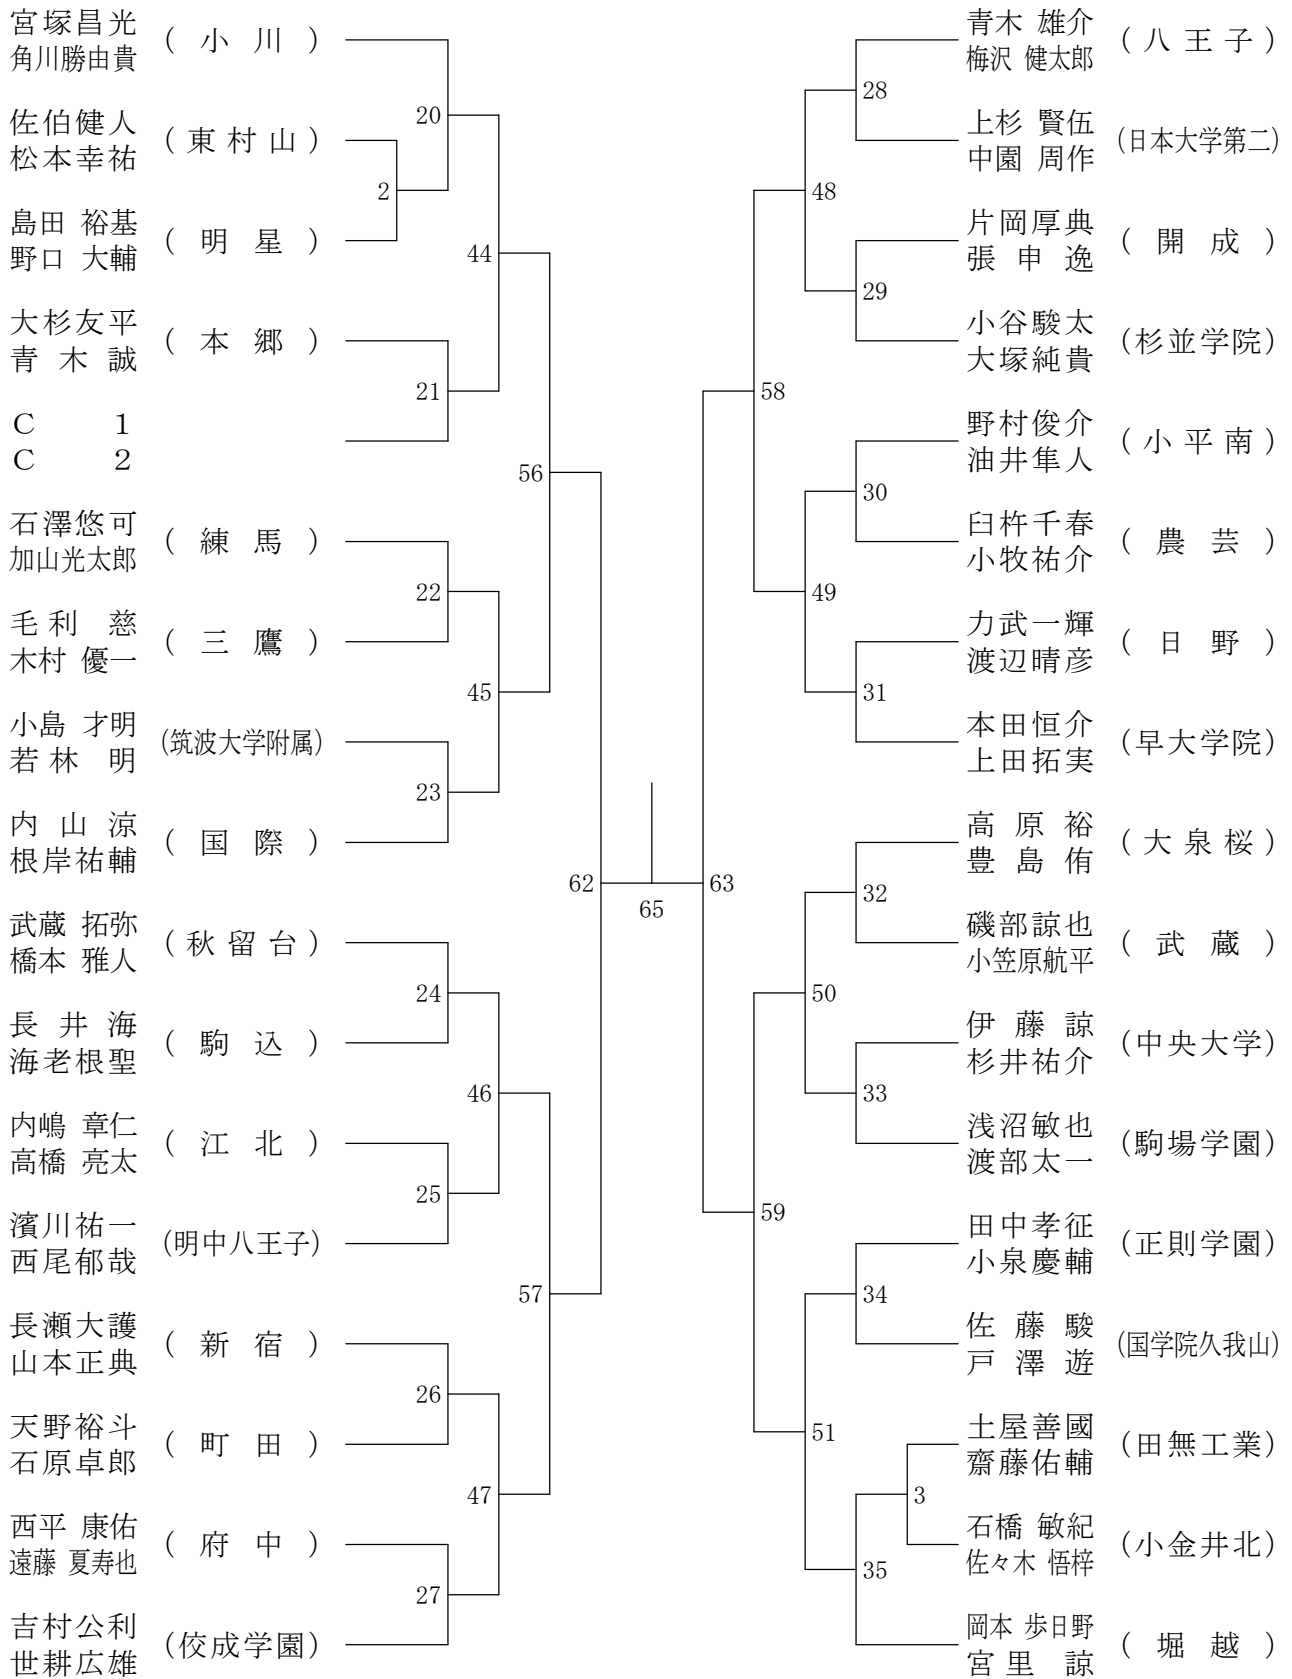 宮塚昌光
角川勝由貴
(小川)
佐伯健人
松本幸祐
(東村山)
島田 裕基
野口 大輔
(明星)
大杉友平
青木誠
(本郷)
C 1
C 2
石澤悠可
加山光太郎
(練馬)
毛利 慈
木村 優一
(三鷹)
小島 才明
若林 明
(筑波大学附属)
内山涼
根岸祐輔
(国際)
武蔵 拓弥
橋本 雅人
(秋留台)
長井海
海老根聖
(駒込)
内嶋 章仁
高橋 亮太
(江北)
濱川祐一
西尾郁哉
(明中八王子)
長瀬大護
山本正典
(新宿)
天野裕斗
石原卓郎
(町田)
西平 康佑
遠藤 夏寿也
(府中)
吉村公利
世耕広雄
(佼成学園)
20
2
44
21
56
22
45
23
62
24
46
25
57
26
47
27
65
63
28
48
29
58
30
49
31
32
50
33
59
34
51
3
35
青木 雄介
梅沢 健太郎
(八王子)
上杉 賢伍
中園 周作
(日本大学第二)
片岡厚典
張申逸
(開成)
小谷駿太
大塚純貴
(杉並学院)
野村俊介
油井隼人
(小平南)
臼杵千春
小牧祐介
(農芸)
力武一輝
渡辺晴彦
(日野)
本田恒介
上田拓実
(早大学院)
高原裕
豊島侑
(大泉桜)
磯部諒也
小笠原航平
(武蔵)
伊藤諒
杉井祐介
(中央大学)
浅沼敏也
渡部太一
(駒場学園)
田中孝征
小泉慶輔
(正則学園)
佐藤駿
戸澤遊
(国学院久我山)
土屋善國
齋藤佑輔
(田無工業)
石橋 敏紀
佐々木 悟梓
(小金井北)
岡本 歩日野
宮里諒
(堀越)